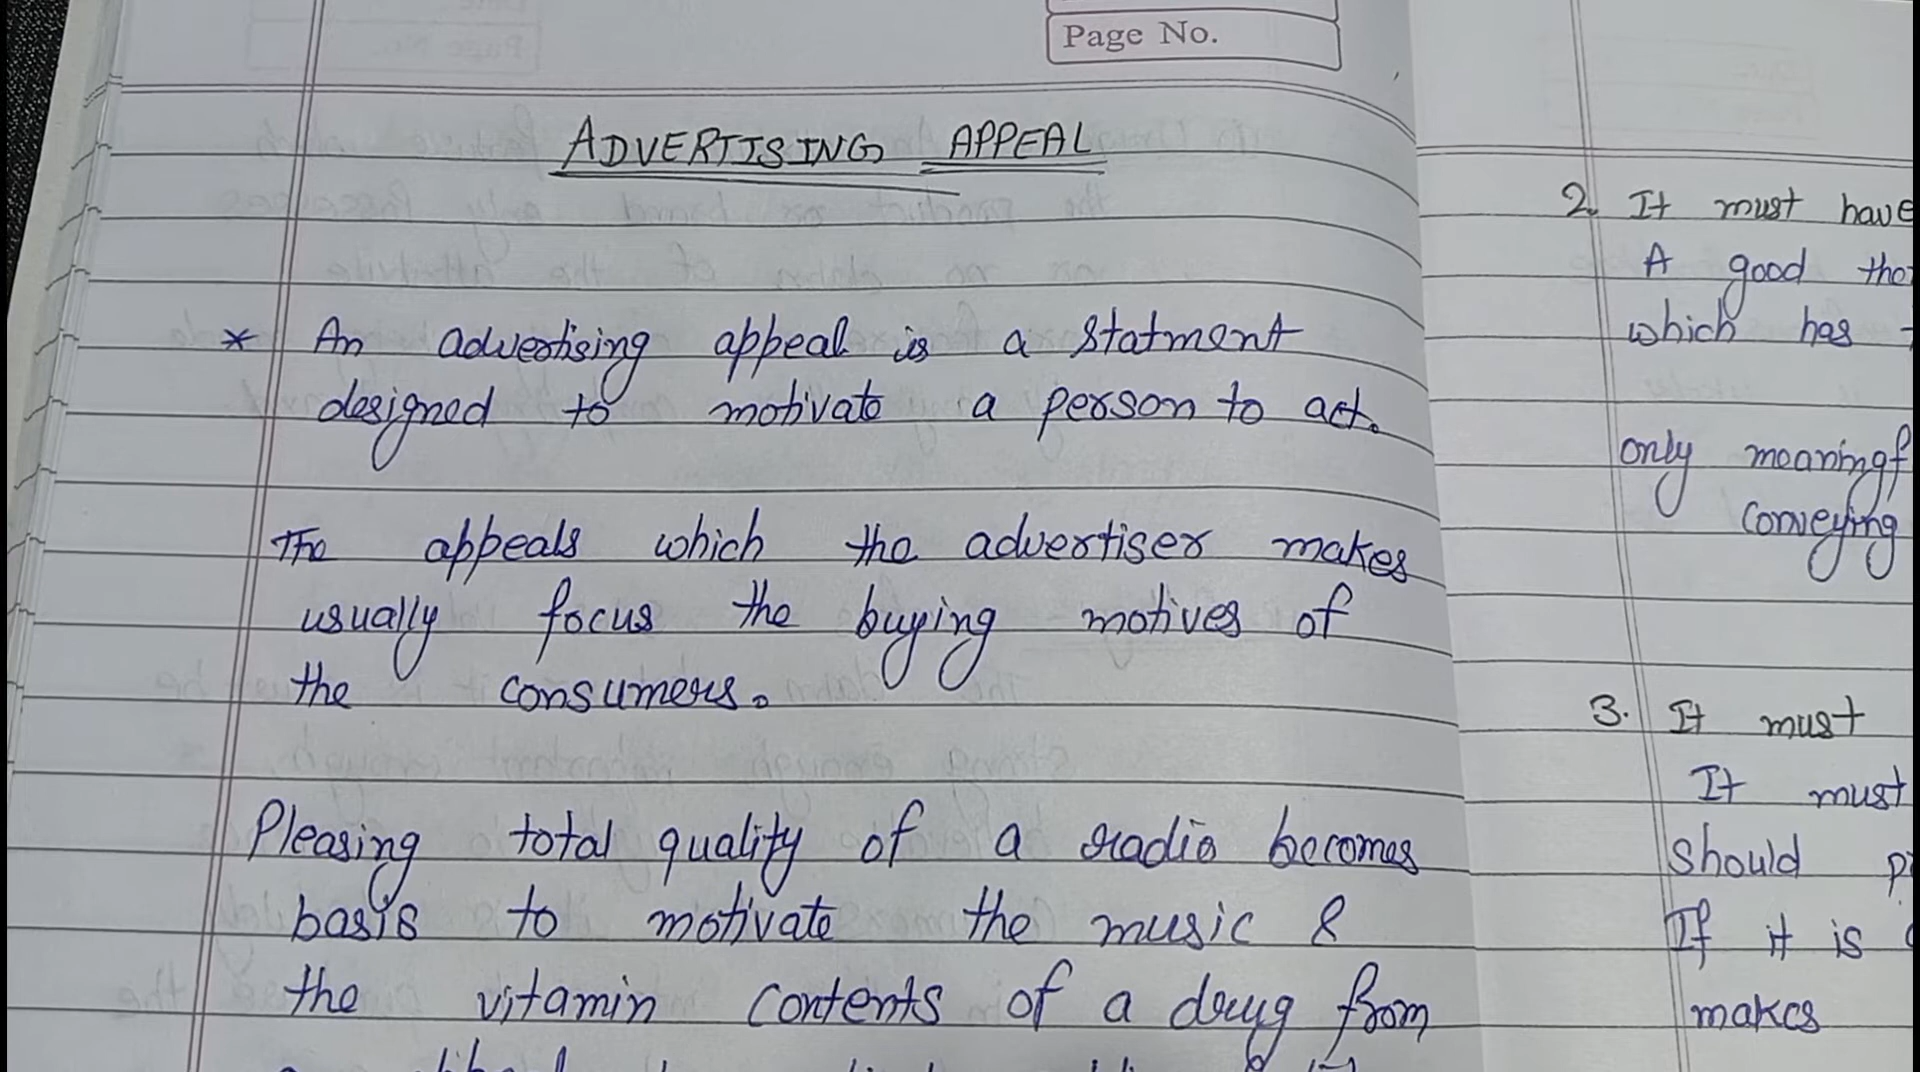 Page No.
ADVERTISING APPEAL
* An advertising appeal is a statment
designed to motivate a person to act.
The appeals which the advertiser makes
usually focus the buying motives of
the consumers.
Pleasing total quality of a radio becomes
basis to motivate the music &
the vitamin contents of a drug from
2. It must have
A good
which has
only
conveying
3. It must
It must
should
If it is
makes